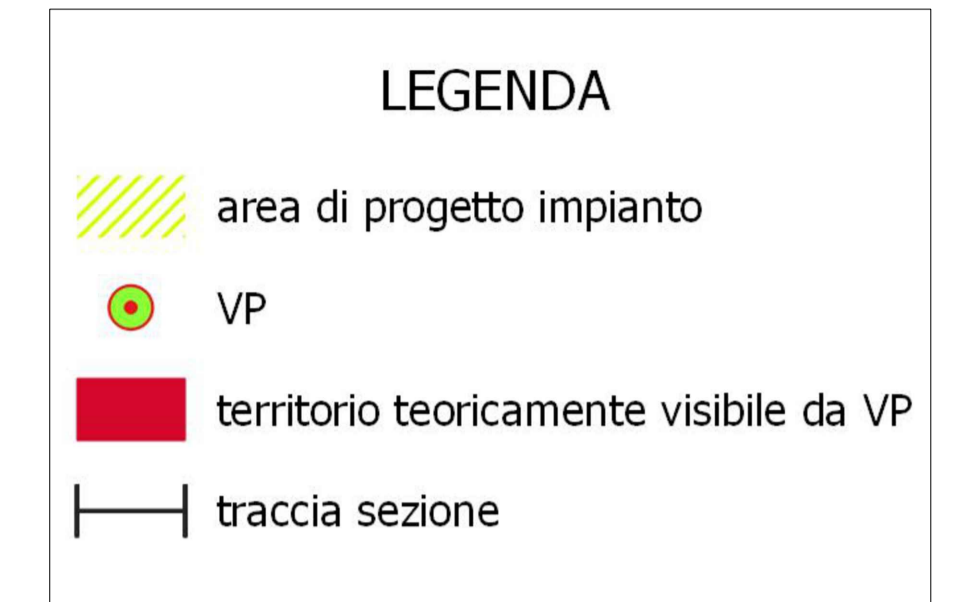 LEGENDA
area di progetto impianto
VP
territorio teoricamente visibile da VP
traccia sezione